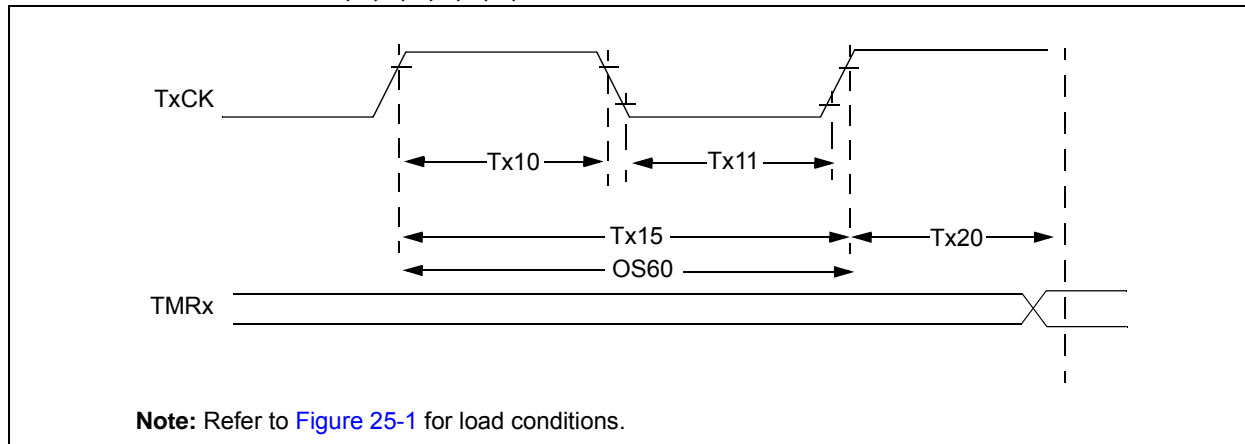 TxCK
Tx10
Tx11
Tx15
Tx20
OS60
TMRx
Note: Refer to Figure 25-1 for load conditions.